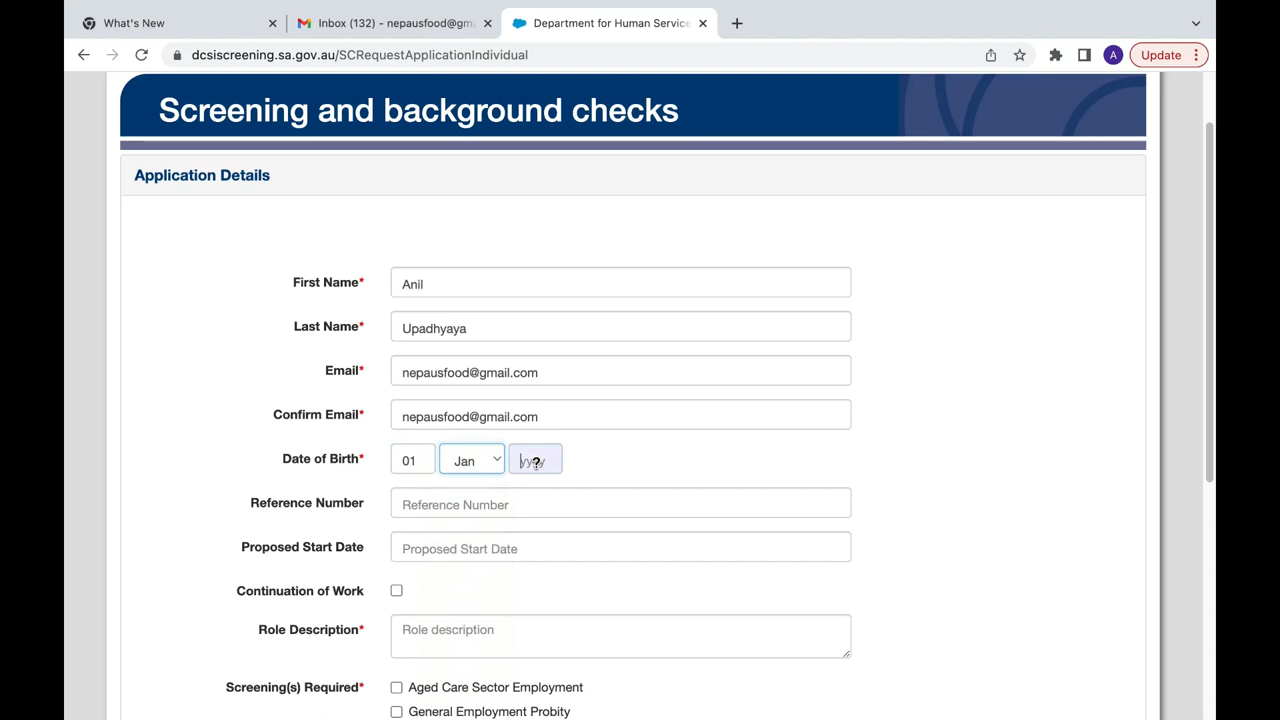 What's New
Inbox (132) - nepausfood@gma
Department for Human Service
dcsiscreening.sa.gov.au/SCRequestApplicationIndividual
A
Update
Screening and background checks
Application Details
First Name* Anil
Last Name* Upadhyaya
Email* nepausfood@gmail.com
Confirm Email* nepausfood@gmail.com
Date of Birth* 01 Jan yyyy
Reference Number Reference Number
Proposed Start Date Proposed Start Date
Continuation of Work
Role Description* Role description
Screening(s) Required* Aged Care Sector Employment
General Employment Probity